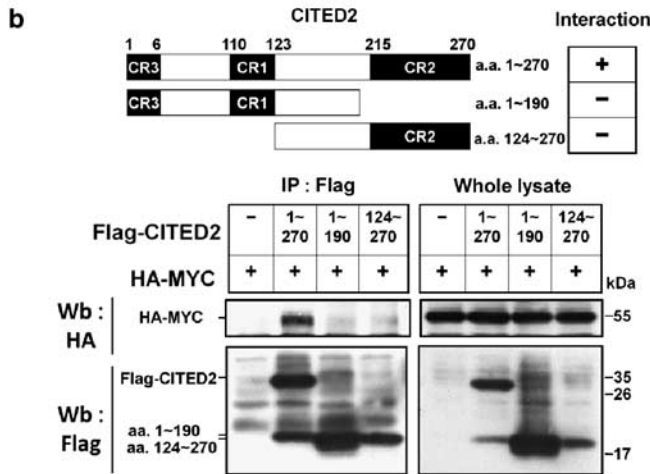 b
CITED2
Interaction
1 6 110 123 215 270
CR3 CR1 CR2 a.a. 1~270 +
CR3 CR1 a.a. 1~190 −
CR2 a.a. 124~270 −
IP : Flag Whole lysate
Flag-CITED2 − 1~270 1~190 124~270 − 1~270 1~190 124~270
HA-MYC + + + + + + + + kDa
Wb : HA HA-MYC 55
Wb : Flag Flag-CITED2 35
26
aa. 1~190
aa. 124~270 17